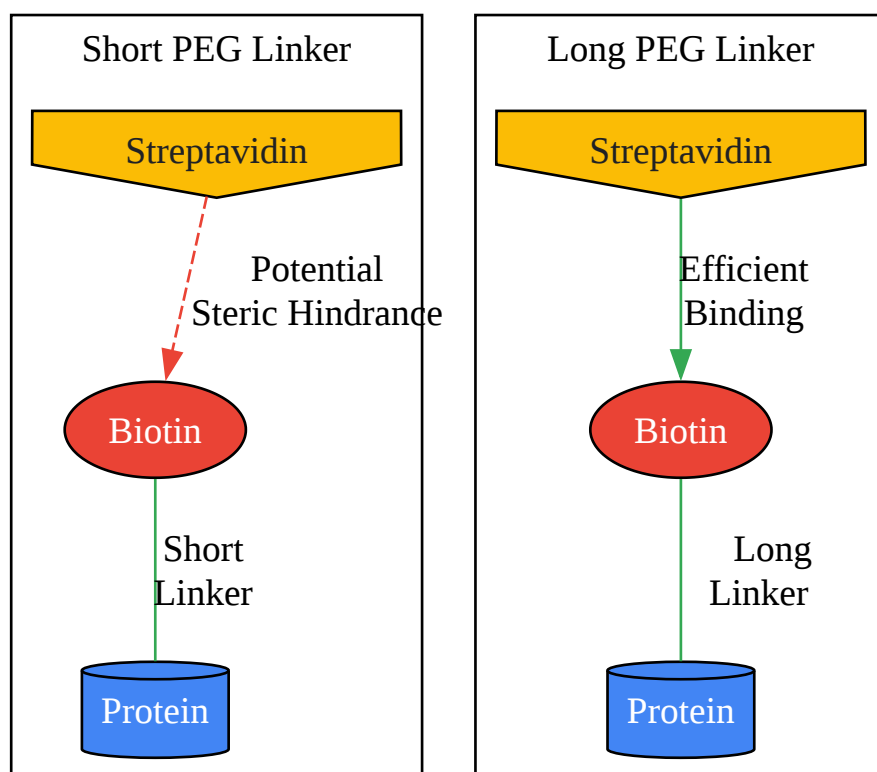 Short PEG Linker
Streptavidin
Potential
Steric Hindrance
Biotin
Short
Linker
Protein
Long PEG Linker
Streptavidin
Efficient
Binding
Biotin
Long
Linker
Protein